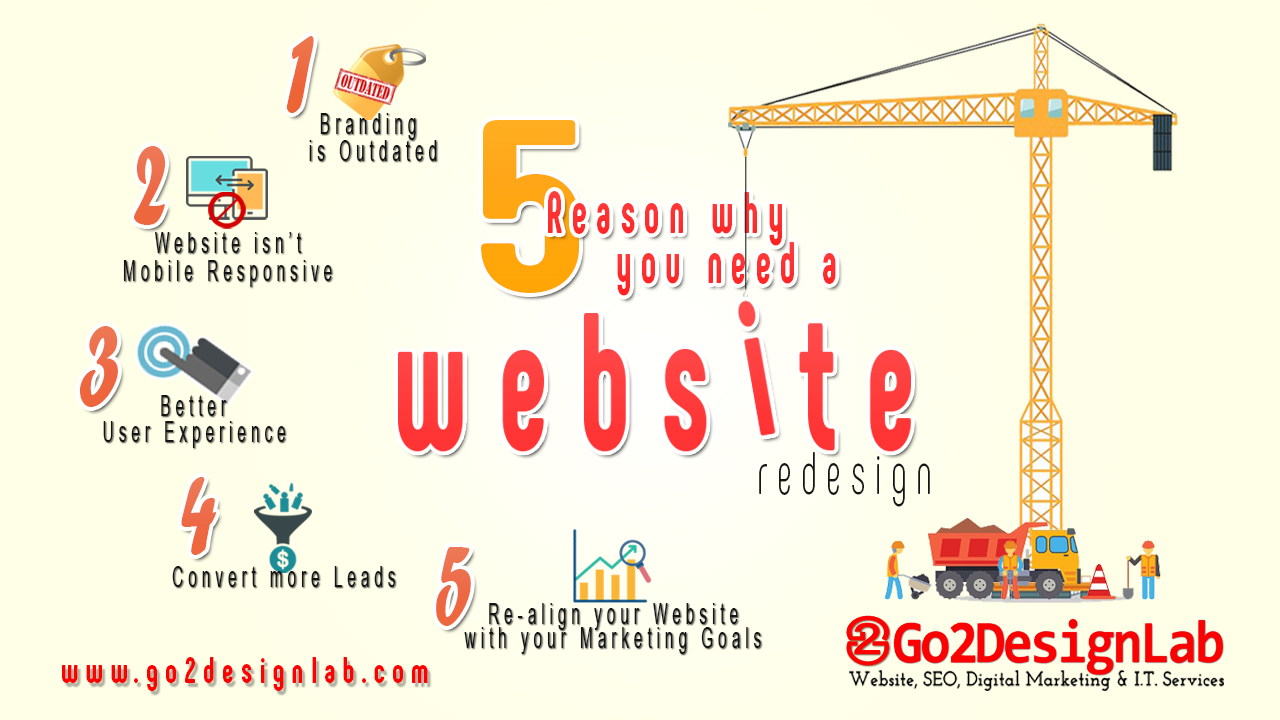 5 Reason why
you need a
website
redesign
1
OUTDATED
Branding
is Outdated
2
Website isn't
Mobile Responsive
3
Better
User Experience
4
$
Convert more Leads
5
Re-align your Website
with your Marketing Goals
www.go2designlab.com
Go2DesignLab
Website, SEO, Digital Marketing & I.T. Services